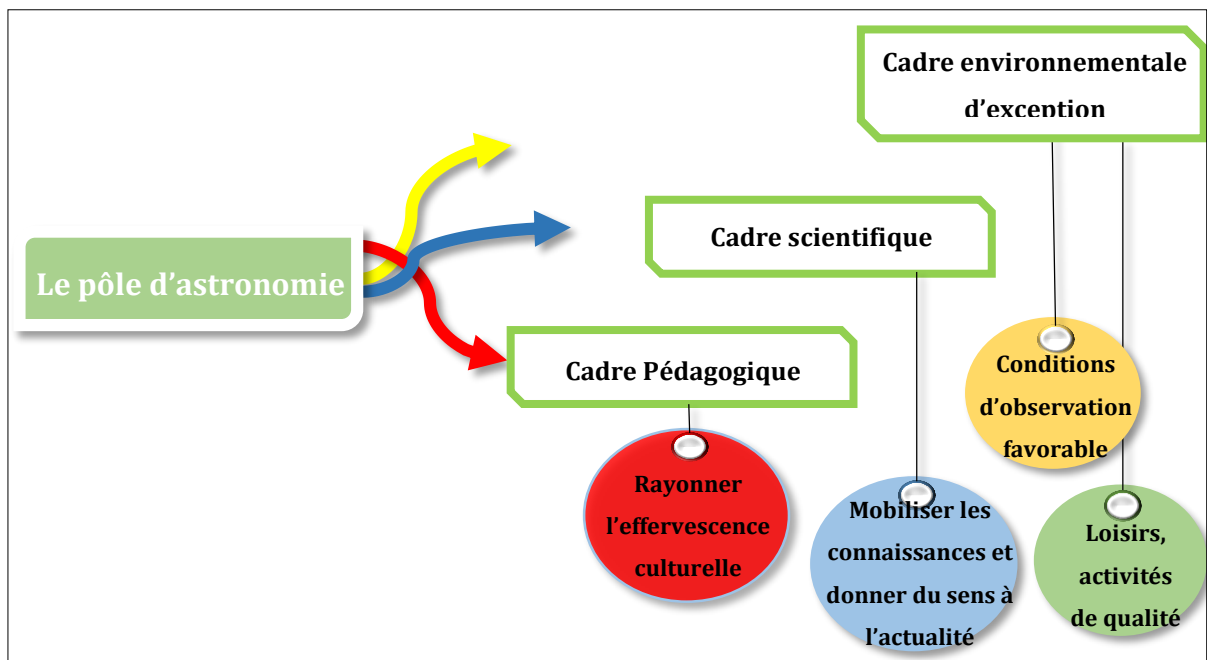 Cadre environnementale
d'exception
Cadre scientifique
Le pôle d'astronomie
Cadre Pédagogique
Conditions
d'observation
favorable
Rayonner
l'effervescence
culturelle
Mobiliser les
connaissances et
donner du sens à
l'actualité
Loisirs,
activités
de qualité